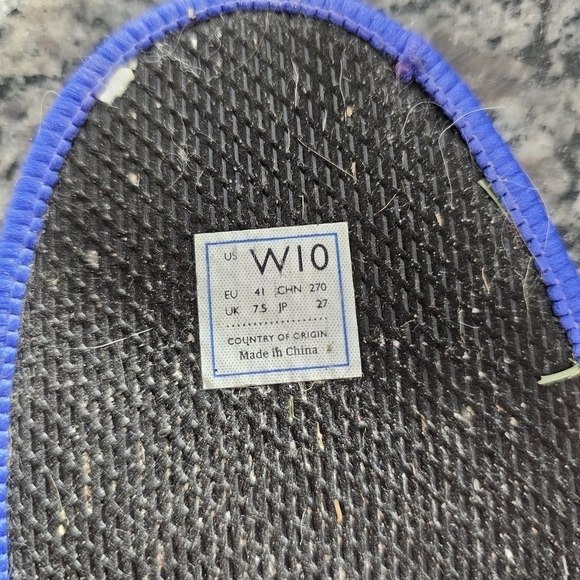 US W10
EU 41 CHN 270
UK 7.5 JP 27
COUNTRY OF ORIGIN
Made in China